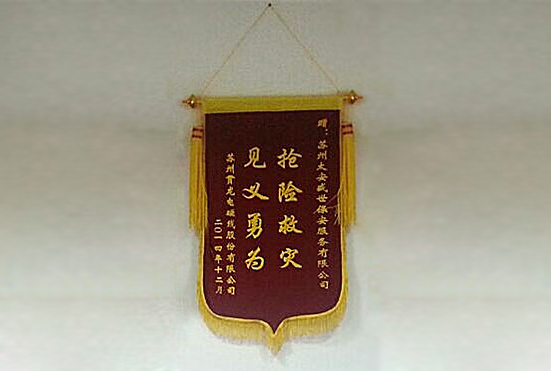 赠：苏州大安盛世保安服务有限公司
抢险救灾
见义勇为
苏州贯龙电磁线股份有限公司
二〇一四年十二月